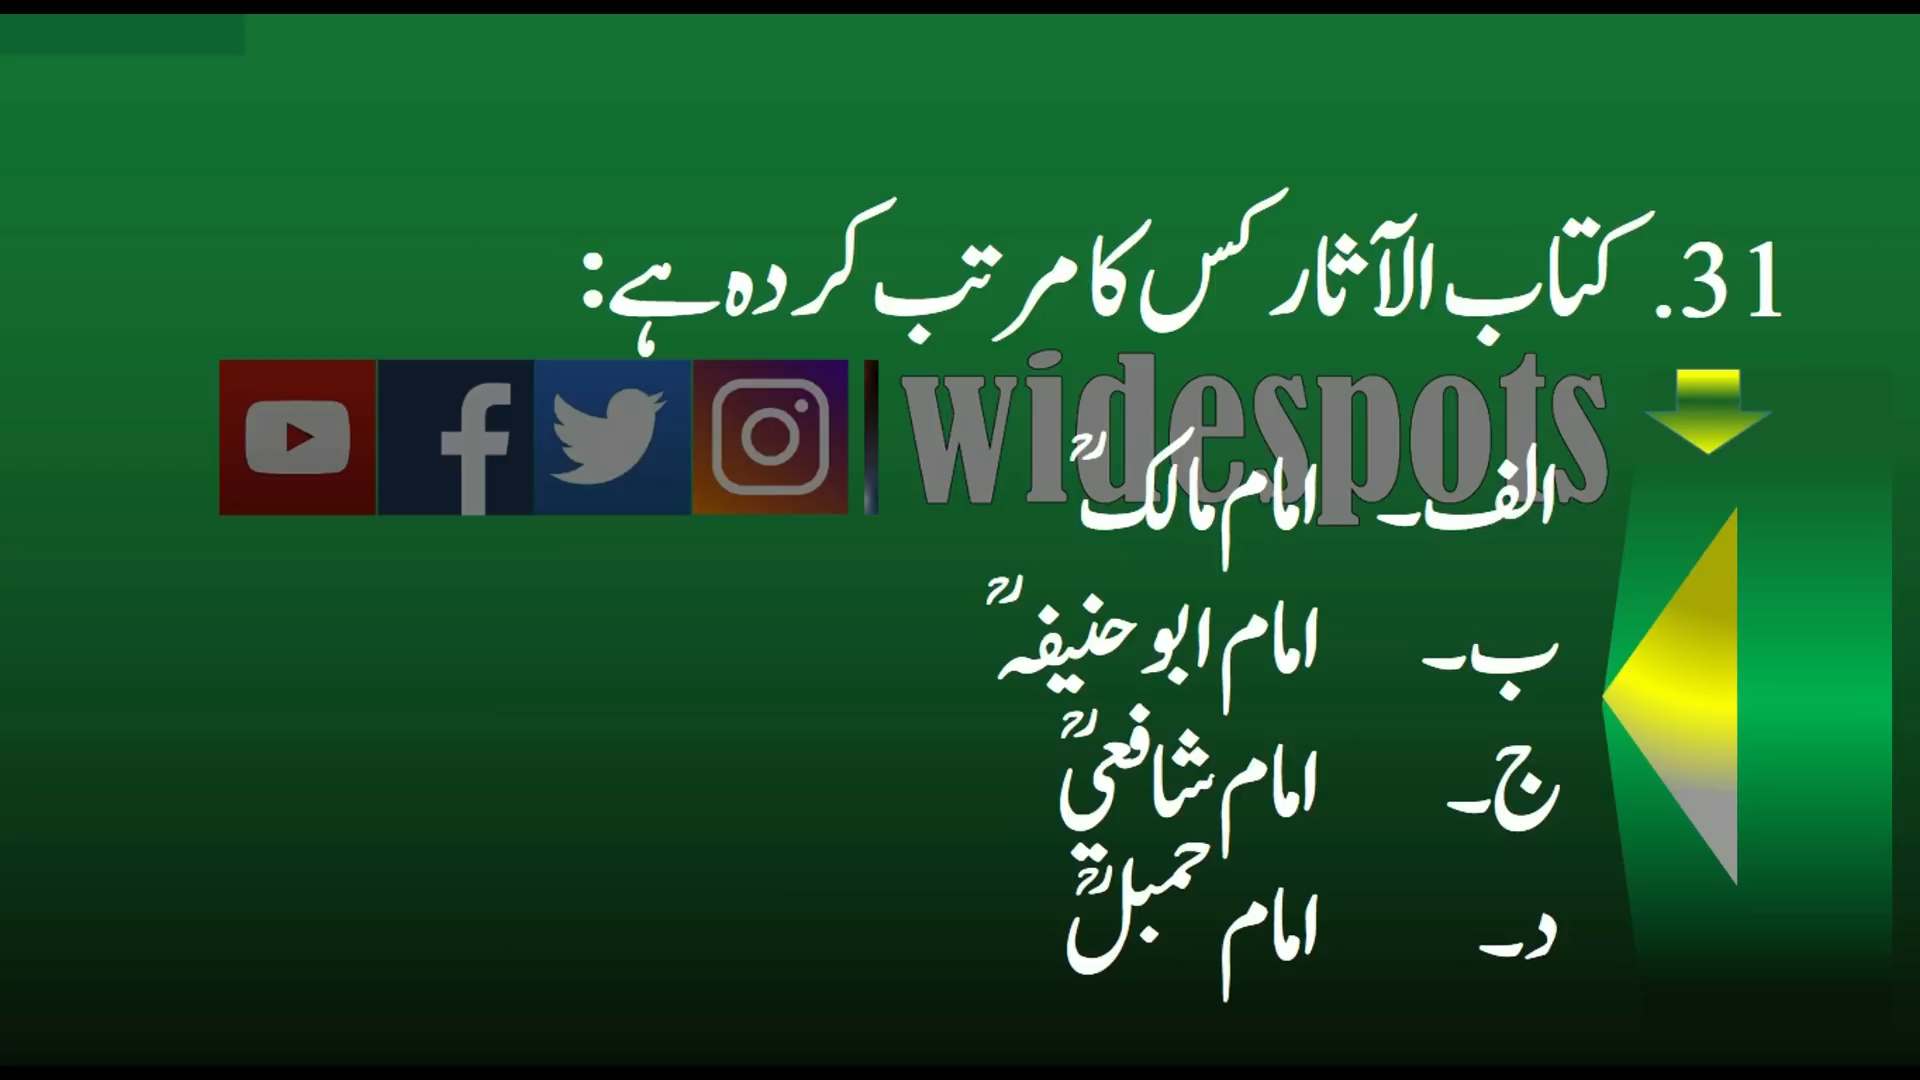 31. کتاب الآثار کس کا مرتب کردہ ہے:
widespots
الف۔ امام مالکؒ
ب۔ امام ابو حنیفہؒ
ج۔ امام شافعیؒ
د۔ امام حمبلؒ